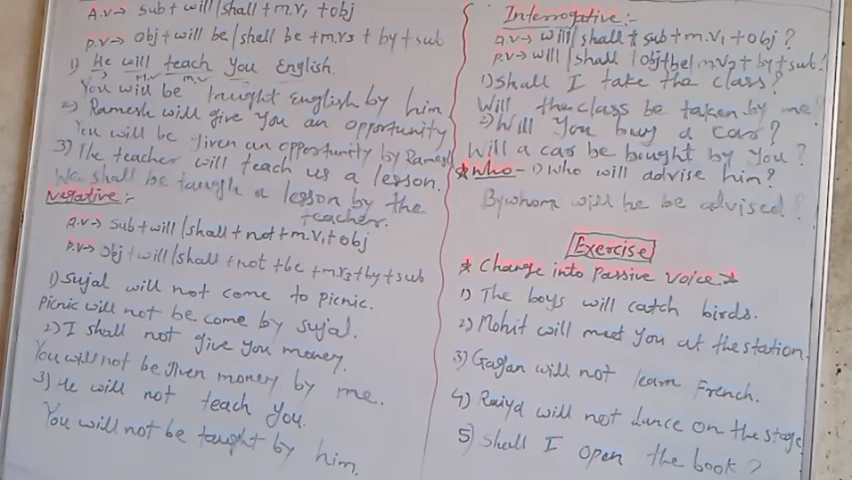 A.V→ sub + will/shall + m.v1 + obj
P.V→ Obj + will be/shall be + m.v3 + by + sub
1) He will teach You English.
m.v m.v
You will be taught English by him.
2) Ramesh will give you an opportunity
You will be given an opportunity by Ramesh
3) The teacher will teach us a lesson.
We shall be taugh a lesson by the
teacher.
Negative:-
A.V→ sub + will/shall + not + m.v1 + obj
P.V→ Obj + will/shall + not + be + m.v3 + by + sub
1) Sujal will not come to picnic.
Picnic will not be come by sujal.
2) I shall not give you money.
You will not be given money by me.
3) He will not teach you.
You will not be taught by him.
Interrogative:-
A.V→ will/shall + sub + m.v1 + obj?
P.V→ will/shall + obj + be + m.v3 + by + sub?
1) Shall I take the class?
Will the class be taken by me?
2) Will you buy a car?
Will a car be bought by you?
★ Who - 1) Who will advise him?
By whom will he be advised?
Exercise
★ Change into Passive Voice ★
1) The boys will catch birds.
2) Mohit will meet you at the station.
3) Gagan will not learn French.
4) Raiyd will not dance on the stage
5) Shall I open the book?